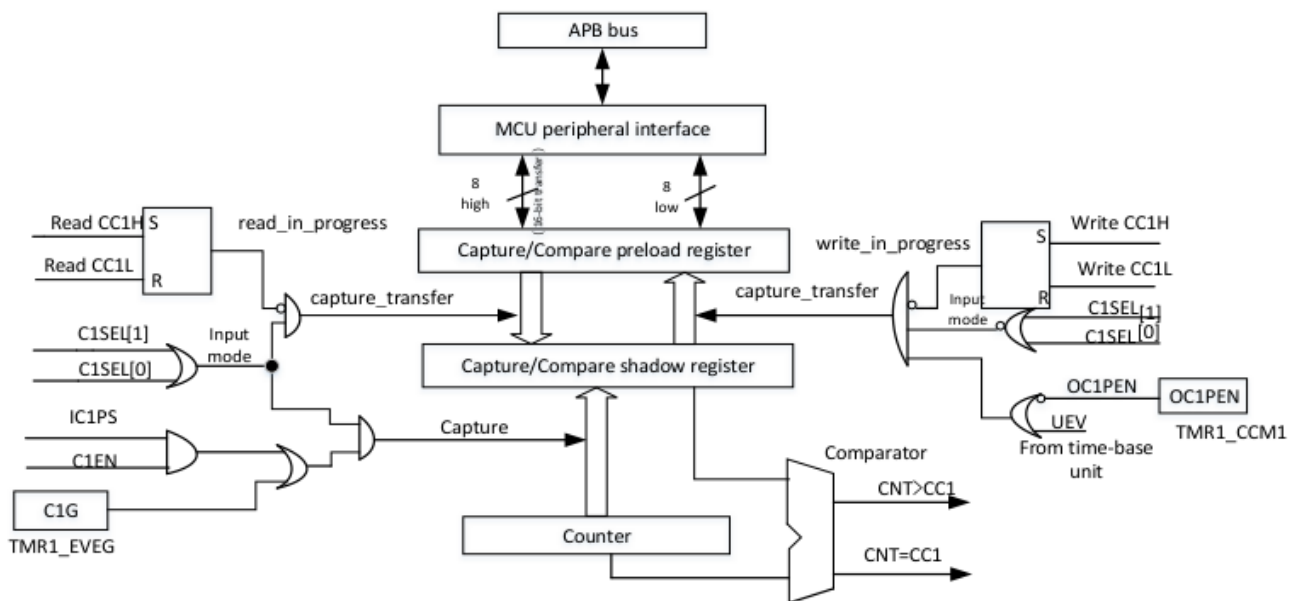 APB bus
MCU peripheral interface
8
high
(16-bit transfer)
8
low
Read CC1H
S
read_in_progress
Read CC1L
R
Capture/Compare preload register
write_in_progress
S
Write CC1H
Write CC1L
R
capture_transfer
capture_transfer
Input
mode
C1SEL[1]
C1SEL[0]
C1SEL[1]
C1SEL[0]
Input
mode
Capture/Compare shadow register
IC1PS
C1EN
Capture
OC1PEN
OC1PEN
UEV
TMR1_CCM1
From time-base
unit
Comparator
C1G
TMR1_EVEG
Counter
CNT>CC1
CNT=CC1